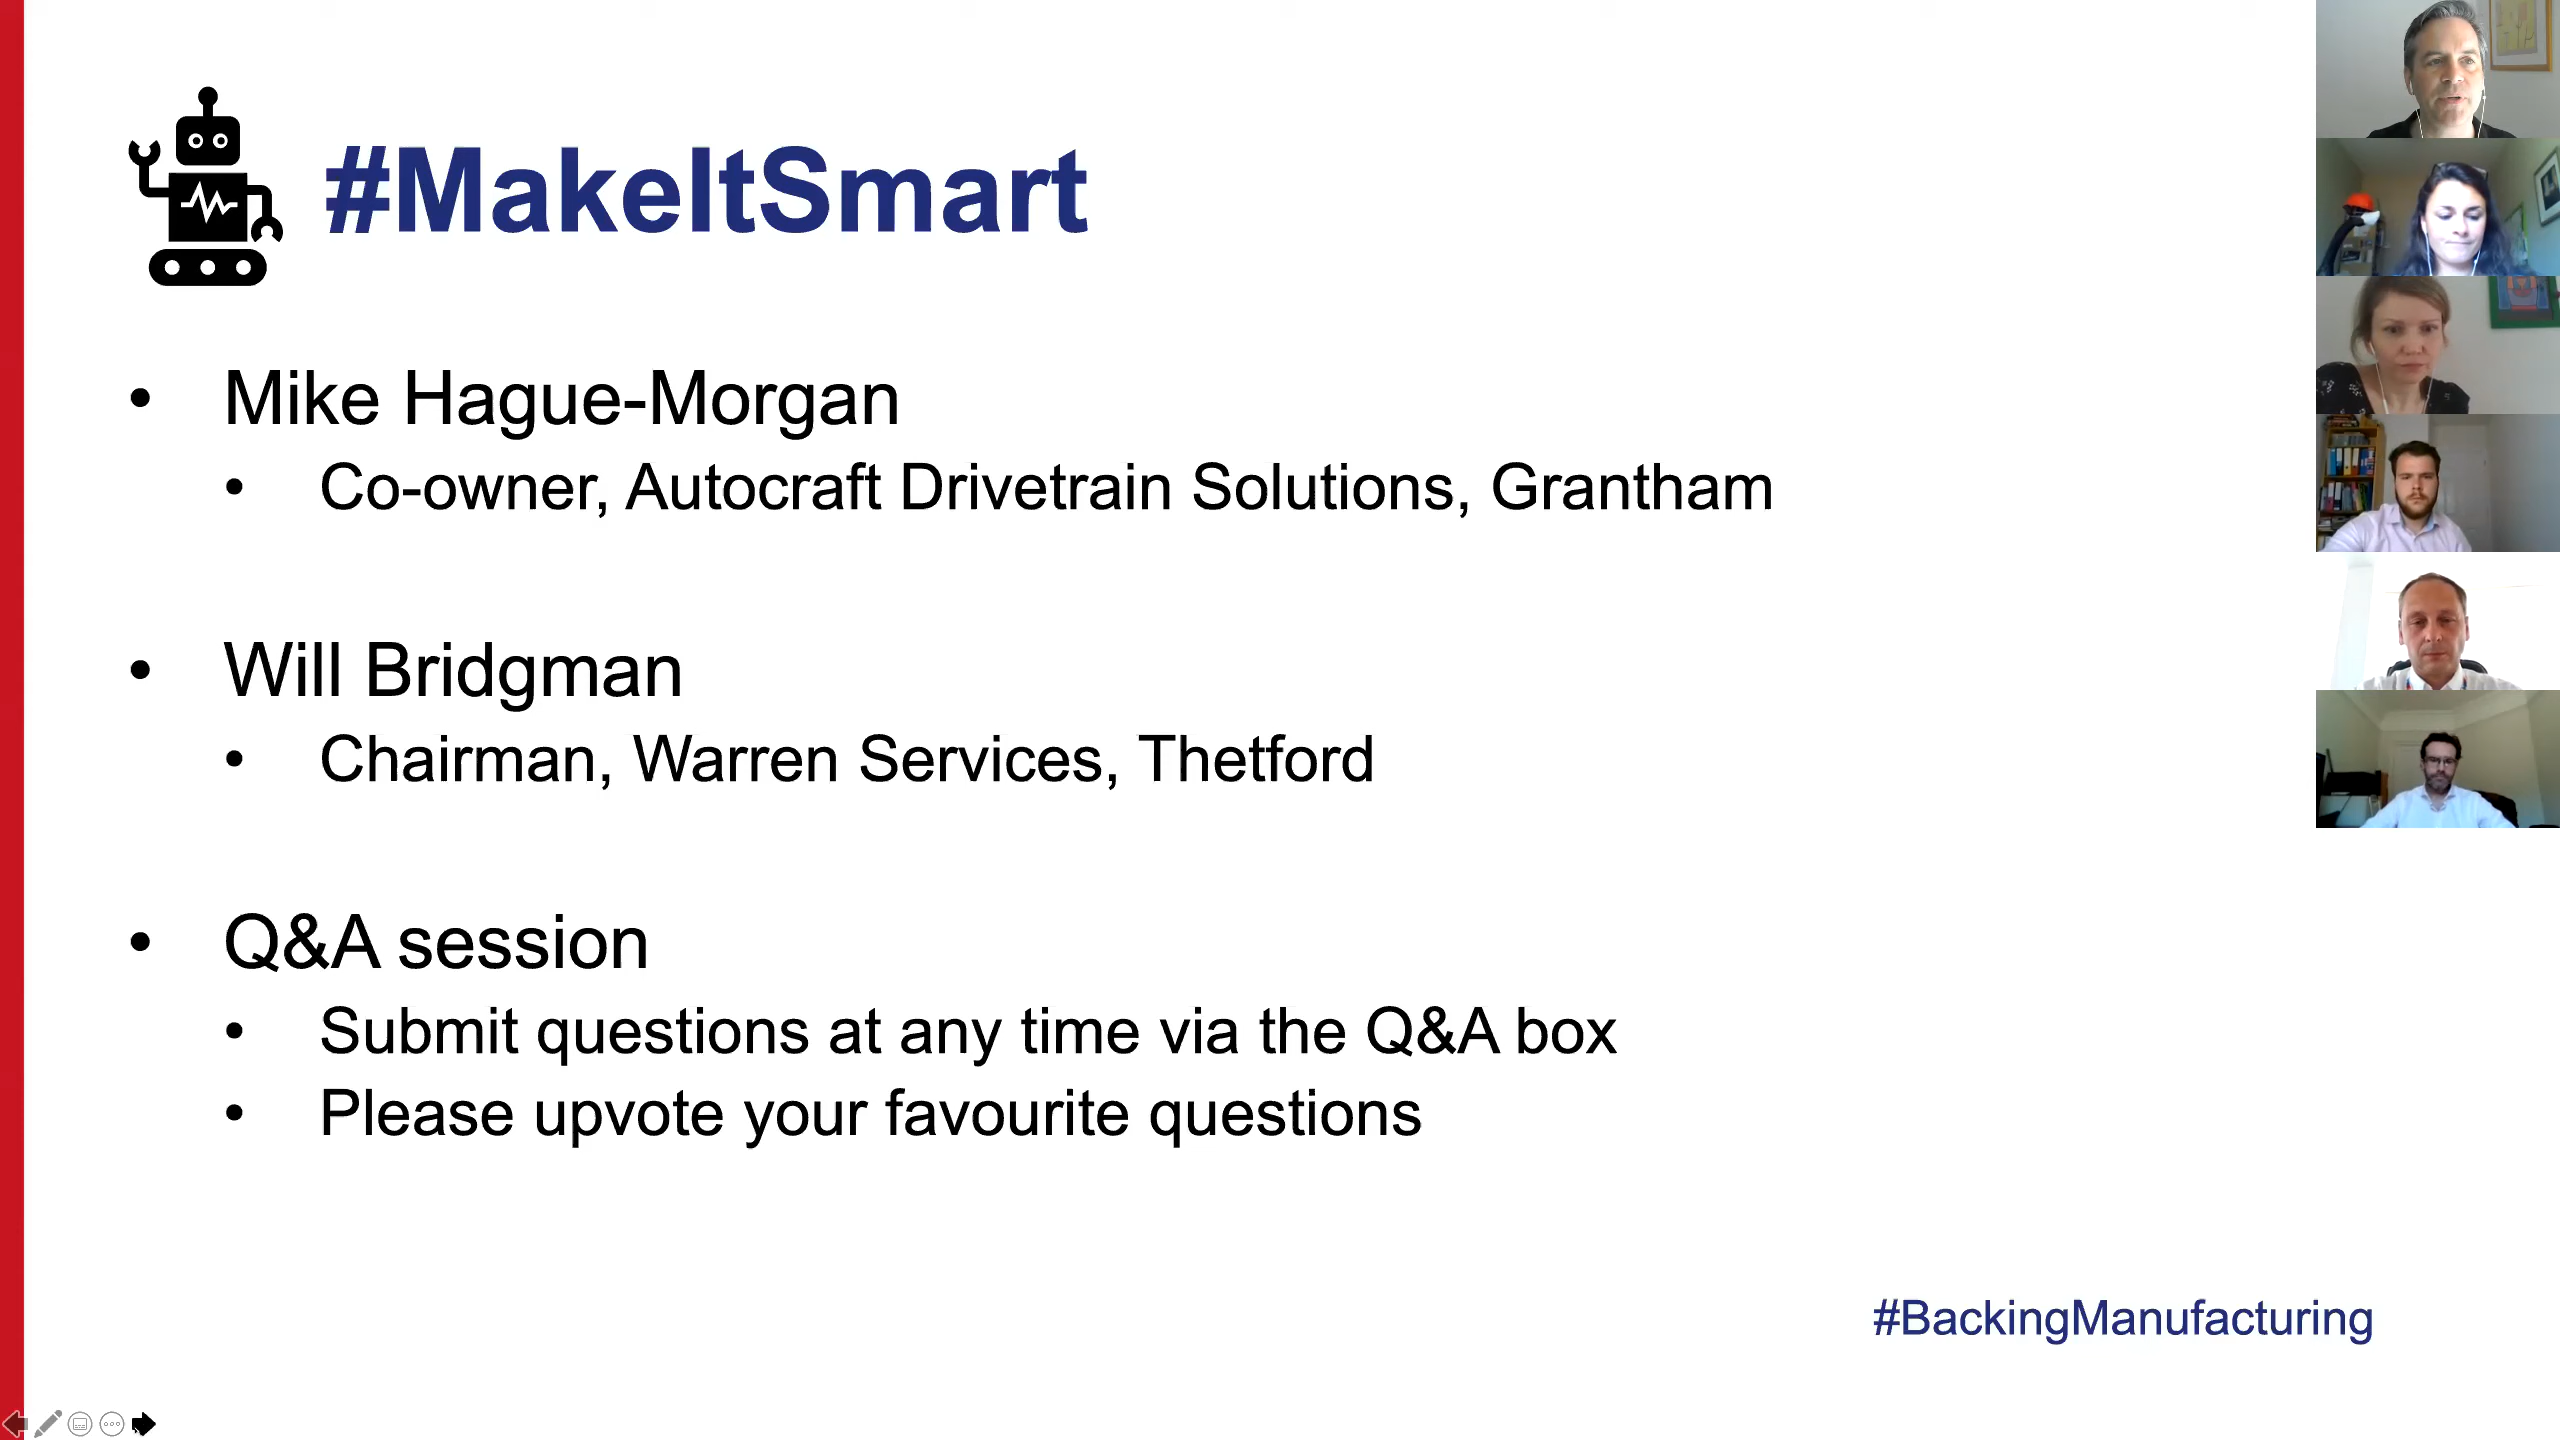 #MakeItSmart
• Mike Hague-Morgan
• Co-owner, Autocraft Drivetrain Solutions, Grantham
• Will Bridgman
• Chairman, Warren Services, Thetford
• Q&A session
• Submit questions at any time via the Q&A box
• Please upvote your favourite questions
#BackingManufacturing